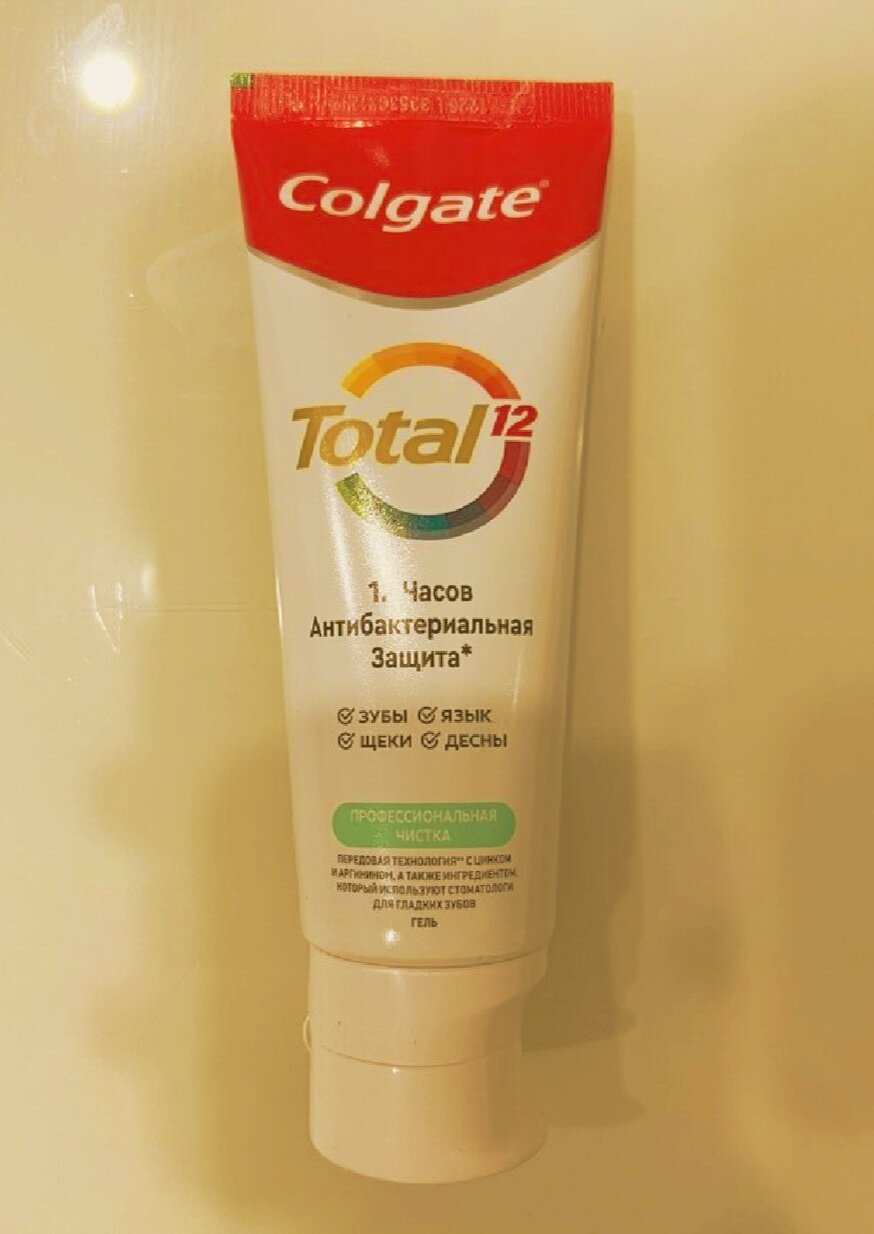 Colgate
Total 12
Часов
Антибактериальная
Защита*
ЗУБЫ ЯЗЫК
ЩЕКИ ДЕСНЫ
ПРОФЕССИОНАЛЬНАЯ
ЧИСТКА
ПЕРЕДОВАЯ ТЕХНОЛОГИЯ** С ЦИНКОМ
И АРГИНИНОМ, А ТАКЖЕ ИНГРЕДИЕНТОМ,
КОТОРЫЙ ИСПОЛЬЗУЮТ СТОМАТОЛОГИ
ДЛЯ ГЛАДКИХ ЗУБОВ
ГЕЛЬ